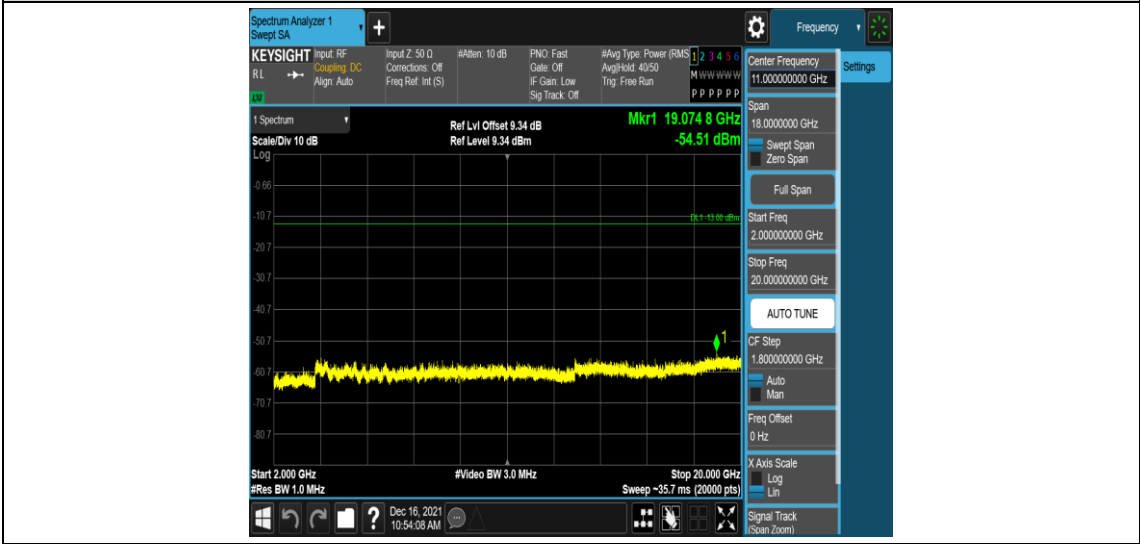 Spectrum Analyzer 1
Swept SA
+
Frequency
KEYSIGHT
RL
Input: RF
Coupling: DC
Align: Auto
Input Z: 50 Ω
Corrections: Off
Freq Ref: Int (S)
#Atten: 10 dB
PNO: Fast
Gate: Off
IF Gain: Low
Sig Track: Off
#Avg Type: Power (RMS
Avg|Hold: 40/50
Trig: Free Run
1 2 3 4 5 6
M W W W W W
P P P P P P
1 Spectrum
Scale/Div 10 dB
Log
Ref Lvl Offset 9.34 dB
Ref Level 9.34 dBm
Mkr1 19.074 8 GHz
-54.51 dBm
-0.66
-10.7
DL1 -13.00 dBm
-20.7
-30.7
-40.7
-50.7
1
-60.7
-70.7
-80.7
Start 2.000 GHz
#Res BW 1.0 MHz
#Video BW 3.0 MHz
Stop 20.000 GHz
Sweep ~35.7 ms (20000 pts)
?
Dec 16, 2021
10:54:08 AM
Center Frequency
11.000000000 GHz
Settings
Span
18.0000000 GHz
Swept Span
Zero Span
Full Span
Start Freq
2.000000000 GHz
Stop Freq
20.000000000 GHz
AUTO TUNE
CF Step
1.800000000 GHz
Auto
Man
Freq Offset
0 Hz
X Axis Scale
Log
Lin
Signal Track
(Span Zoom)